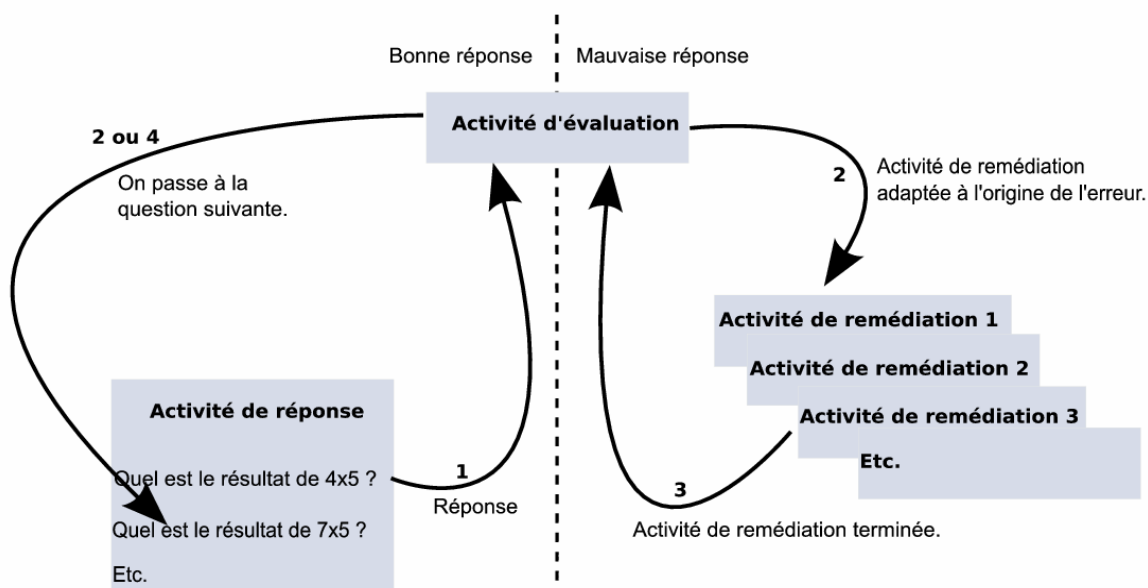 Bonne réponse
Mauvaise réponse
Activité d'évaluation
2 ou 4
On passe à la
question suivante.
2
Activité de remédiation
adaptée à l'origine de l'erreur.
Activité de remédiation 1
Activité de remédiation 2
Activité de remédiation 3
Etc.
Activité de réponse
Quel est le résultat de 4x5 ?
Quel est le résultat de 7x5 ?
Etc.
1
Réponse
3
Activité de remédiation terminée.